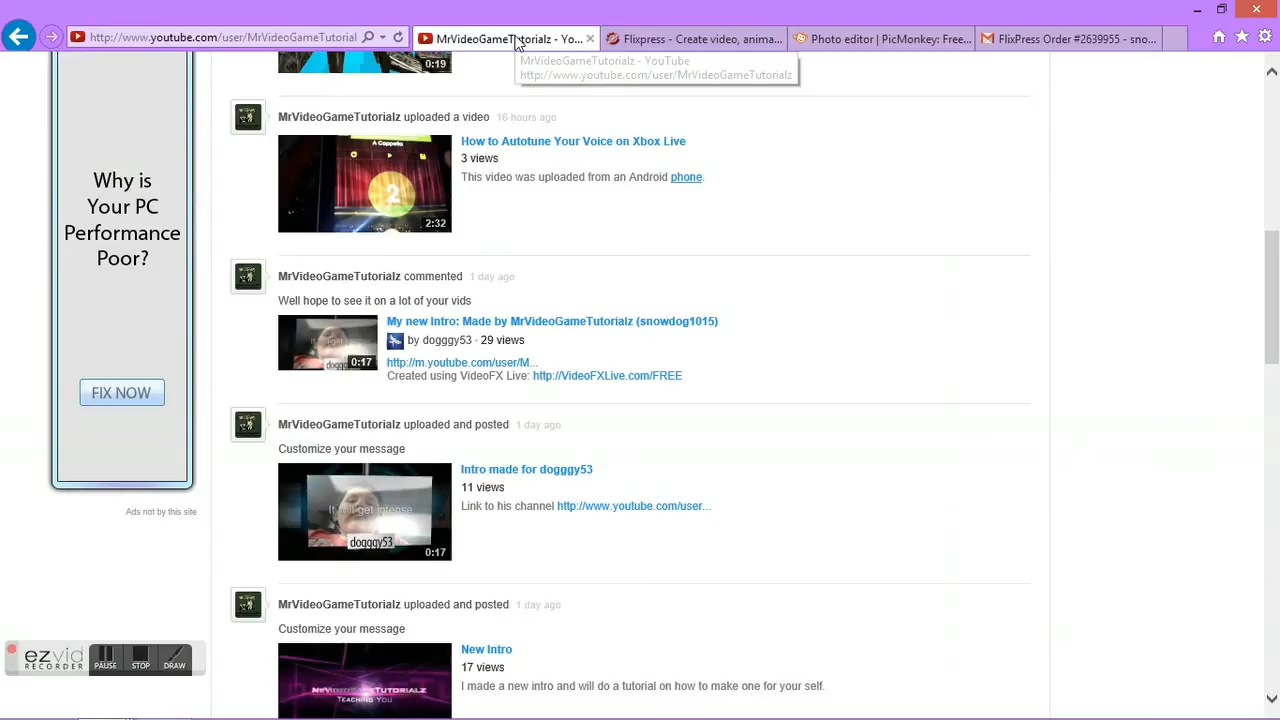 http://www.youtube.com/user/MrVideoGameTutorial
MrVideoGameTutorialz - Yo...
Flixpress - Create video, anima...
Photo editor | PicMonkey Free...
FlixPress Order #269995 - sno...
MrVideoGameTutorialz - YouTube
http://www.youtube.com/user/MrVideoGameTutorialz
0:19
MrVideoGameTutorialz uploaded a video 16 hours ago
A Cappella
2
2:32
How to Autotune Your Voice on Xbox Live
3 views
This video was uploaded from an Android phone.
Why is
Your PC
Performance
Poor?
FIX NOW
Ads not by this site
MrVideoGameTutorialz commented 1 day ago
Well hope to see it on a lot of your vids
0:17
My new Intro: Made by MrVideoGameTutorialz (snowdog1015)
by dogggy53 · 29 views
http://m.youtube.com/user/M...
Created using VideoFX Live: http://VideoFXLive.com/FREE
MrVideoGameTutorialz uploaded and posted 1 day ago
Customize your message
It will get intense
dogggy53
0:17
Intro made for dogggy53
11 views
Link to his channel http://www.youtube.com/user...
MrVideoGameTutorialz uploaded and posted 1 day ago
Customize your message
MRVIDEOGAMETUTORIALZ
TEACHING YOU
New Intro
17 views
I made a new intro and will do a tutorial on how to make one for your self.
ezvid
RECORDER
PAUSE
STOP
DRAW